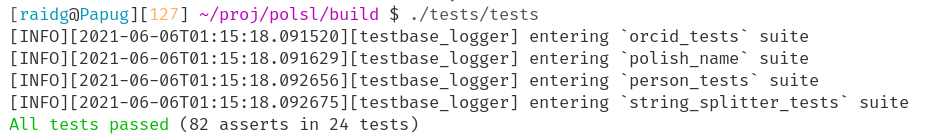 [raidg@Papug][127] ~/proj/polsl/build $ ./tests/tests
[INFO][2021-06-06T01:15:18.091520][testbase_logger] entering `orcid_tests` suite
[INFO][2021-06-06T01:15:18.091629][testbase_logger] entering `polish_name` suite
[INFO][2021-06-06T01:15:18.092656][testbase_logger] entering `person_tests` suite
[INFO][2021-06-06T01:15:18.092675][testbase_logger] entering `string_splitter_tests` suite
All tests passed (82 asserts in 24 tests)